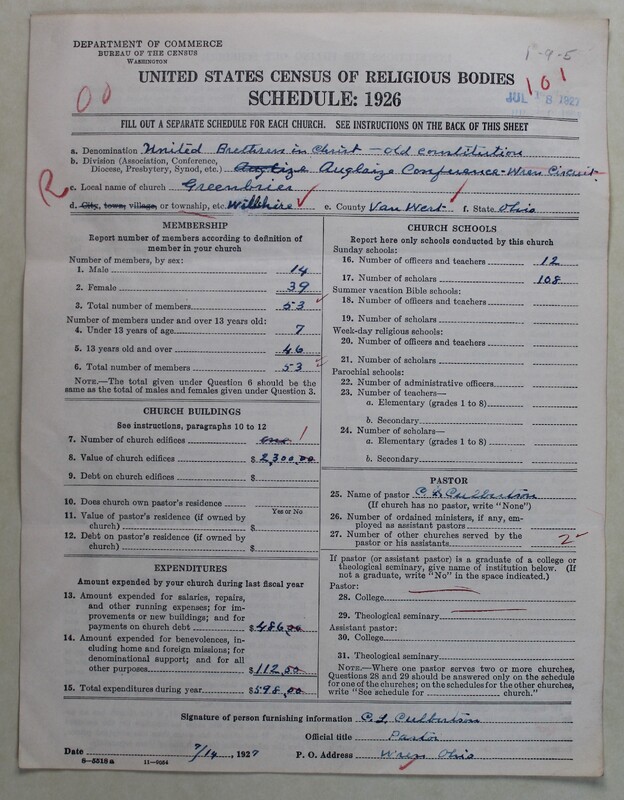 DEPARTMENT OF COMMERCE
BUREAU OF THE CENSUS
WASHINGTON
1-9-5
UNITED STATES CENSUS OF RELIGIOUS BODIES
SCHEDULE: 1926
00
101
JUL 18 1927
FILL OUT A SEPARATE SCHEDULE FOR EACH CHURCH. SEE INSTRUCTIONS ON THE BACK OF THIS SHEET
a. Denomination United Brethren in Christ - old constitution
b. Division (Association, Conference,
Diocese, Presbytery, Synod, etc.) Auglaize Auglaize Conference - Wren Circuit
R
c. Local name of church Greenbrier
d. City, town, village, or township, etc. Willshire e. County Van Wert f. State Ohio
MEMBERSHIP
Report number of members according to definition of
member in your church
Number of members, by sex:
1. Male 14
2. Female 39
3. Total number of members 53
Number of members under and over 13 years old:
4. Under 13 years of age 7
5. 13 years old and over 46
6. Total number of members 53
NOTE.—The total given under Question 6 should be
same as the total of males and females given under Question 3.
CHURCH BUILDINGS
See instructions, paragraphs 10 to 12
7. Number of church edifices one 1
8. Value of church edifices $2,300,00
9. Debt on church edifices $
10. Does church own pastor's residence
Yes or No
11. Value of pastor's residence (if owned by
church) $
12. Debt on pastor's residence (if owned by
church) $
EXPENDITURES
Amount expended by your church during last fiscal year
13. Amount expended for salaries, repairs,
and other running expenses; for im-
provements or new buildings; and for
payments on church debt $486,00
14. Amount expended for benevolences, in-
cluding home and foreign missions; for
denominational support; and for all
other purposes $112,50
15. Total expenditures during year $598,00
CHURCH SCHOOLS
Report here only schools conducted by this church
Sunday schools:
16. Number of officers and teachers 12
17. Number of scholars 108
Summer vacation Bible schools:
18. Number of officers and teachers
19. Number of scholars
Week-day religious schools:
20. Number of officers and teachers
21. Number of scholars
Parochial schools:
22. Number of administrative officers
23. Number of teachers—
a. Elementary (grades 1 to 8)
b. Secondary
24. Number of scholars—
a. Elementary (grades 1 to 8)
b. Secondary
PASTOR
25. Name of pastor C. L. Culbertson
(If church has no pastor, write "None")
26. Number of ordained ministers, if any, em-
ployed as assistant pastors
27. Number of other churches served by the
pastor or his assistants 2
If pastor (or assistant pastor) is a graduate of a college or
theological seminary, give name of institution below. (If
not a graduate, write "No" in the space indicated.)
Pastor:
28. College
29. Theological seminary
Assistant pastor:
30. College
31. Theological seminary
NOTE.—Where one pastor serves two or more churches,
Questions 28 and 29 should be answered only on the schedule
for one of the churches; on the schedules for the other churches,
write "See schedule for church."
Signature of person furnishing information C. L. Culbertson
Official title Pastor
Date 7/14, 1927 P. O. Address Wren Ohio
8—5518a 11—9054